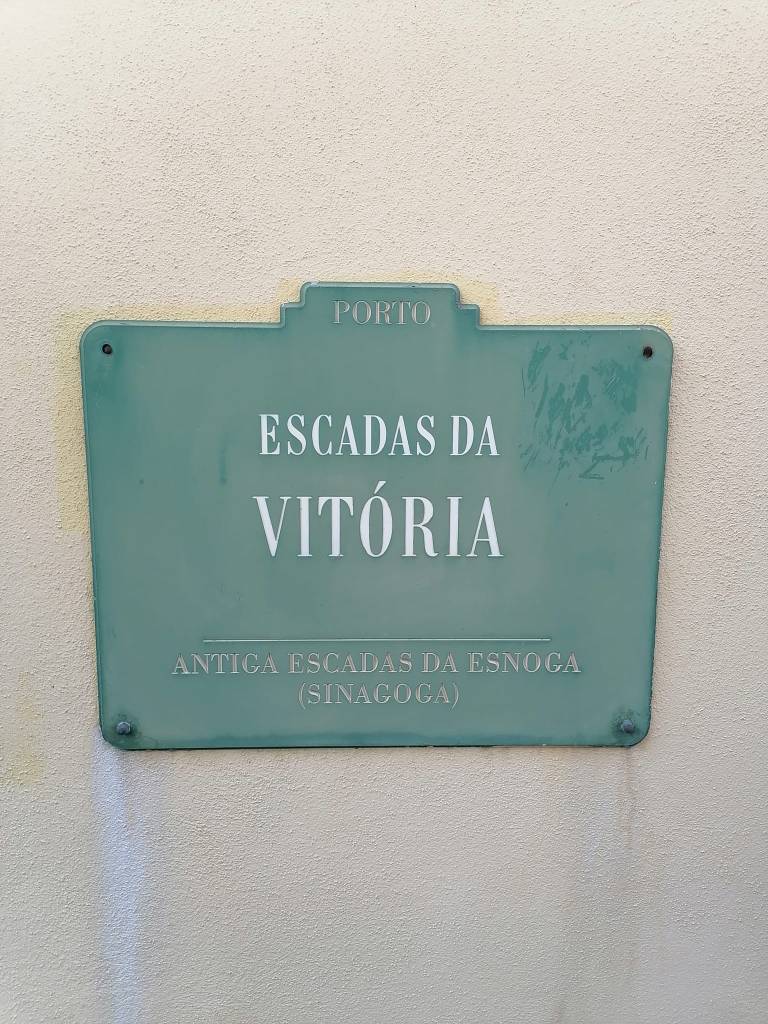 PORTO
ESCADAS DA
VITÓRIA
ANTIGA ESCADAS DA ESNOGA
(SINAGOGA)